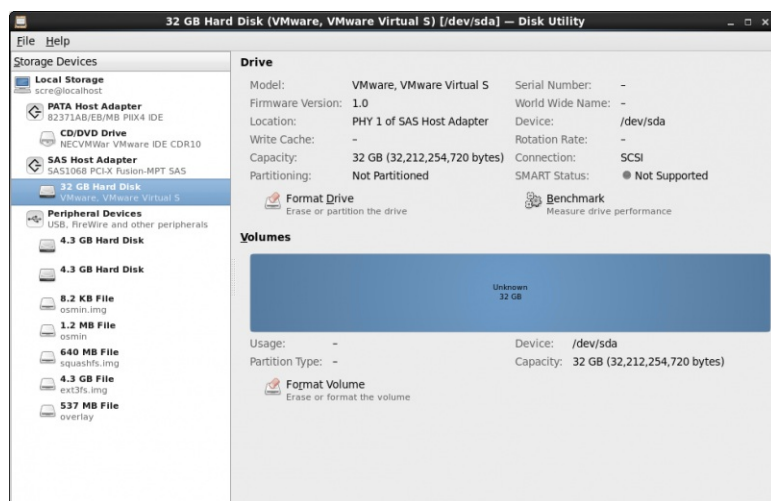 32 GB Hard Disk (VMware, VMware Virtual S) [/dev/sda] — Disk Utility
File Help
Storage Devices
Local Storage
scre@localhost
PATA Host Adapter
82371AB/EB/MB PIIX4 IDE
CD/DVD Drive
NECVMWar VMware IDE CDR10
SAS Host Adapter
SAS1068 PCI-X Fusion-MPT SAS
32 GB Hard Disk
VMware, VMware Virtual S
Peripheral Devices
USB, FireWire and other peripherals
4.3 GB Hard Disk
4.3 GB Hard Disk
8.2 KB File
osmin.img
1.2 MB File
osmin
640 MB File
squashfs.img
4.3 GB File
ext3fs.img
537 MB File
overlay
Drive
Model: VMware, VMware Virtual S Serial Number: –
Firmware Version: 1.0 World Wide Name: –
Location: PHY 1 of SAS Host Adapter Device: /dev/sda
Write Cache: – Rotation Rate: –
Capacity: 32 GB (32,212,254,720 bytes) Connection: SCSI
Partitioning: Not Partitioned SMART Status: Not Supported
Format Drive Benchmark
Erase or partition the drive Measure drive performance
Volumes
Unknown
32 GB
Usage: – Device: /dev/sda
Partition Type: – Capacity: 32 GB (32,212,254,720 bytes)
Format Volume
Erase or format the volume